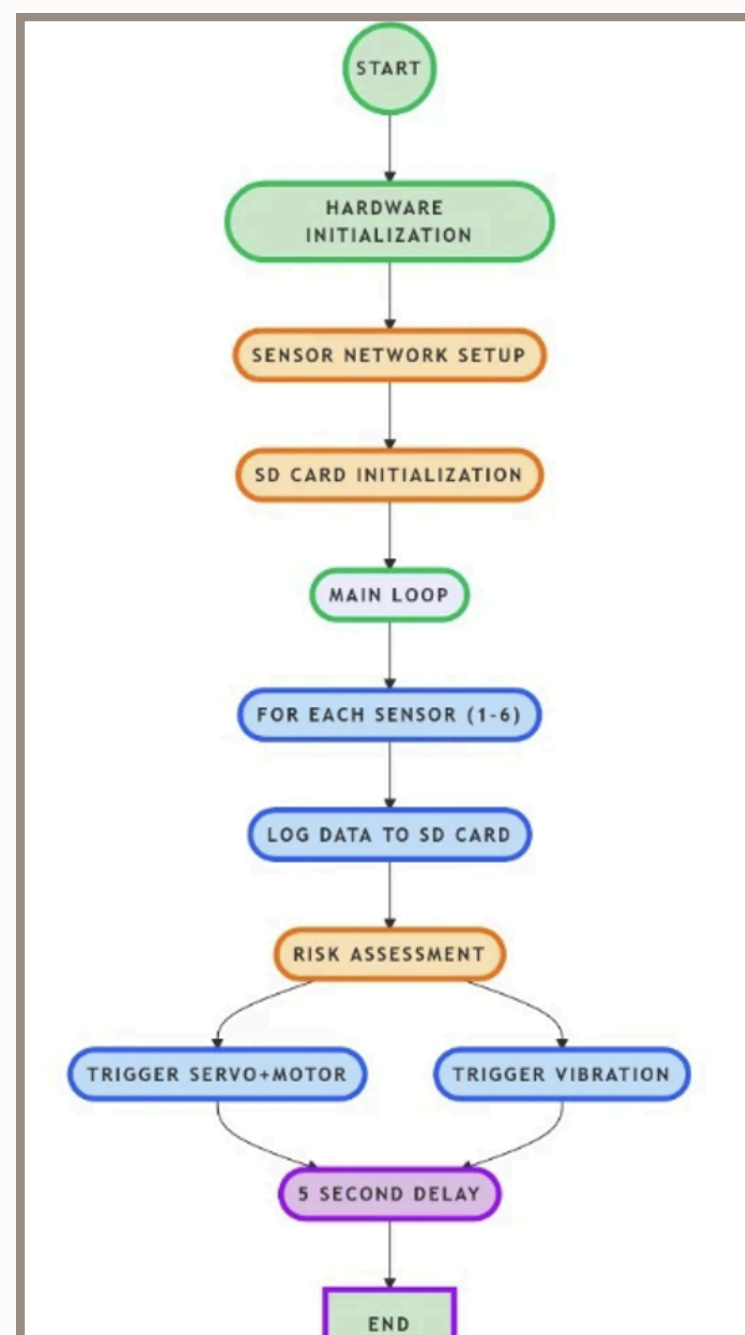 START
HARDWARE
INITIALIZATION
SENSOR NETWORK SETUP
SD CARD INITIALIZATION
MAIN LOOP
FOR EACH SENSOR (1-6)
LOG DATA TO SD CARD
RISK ASSESSMENT
TRIGGER SERVO+MOTOR
TRIGGER VIBRATION
5 SECOND DELAY
END